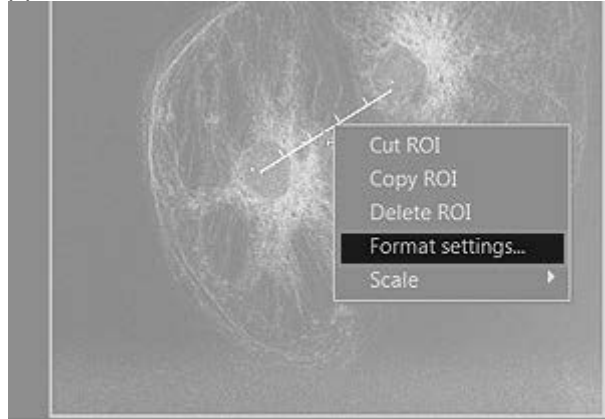 Cut ROI
Copy ROI
Delete ROI
Format settings...
Scale